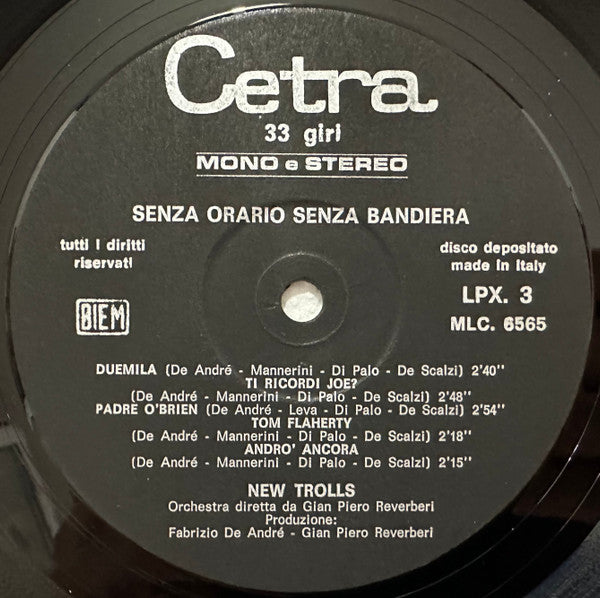 Cetra
33 giri
MONO e STEREO
SENZA ORARIO SENZA BANDIERA
tutti i diritti
riservati
disco depositato
made in Italy
BIEM
LPX. 3
MLC. 6565
DUEMILA (De André - Mannerini - Di Palo - De Scalzi) 2'40''
TI RICORDI JOE?
(De André - Mannerini - Di Palo - De Scalzi) 2'48''
PADRE O'BRIEN (De André - Leva - Di Palo - De Scalzi) 2'54''
TOM FLAHERTY
(De André - Mannerini - Di Palo - De Scalzi) 2'18''
ANDRO' ANCORA
(De André - Mannerini - Di Palo - De Scalzi) 2'15''
NEW TROLLS
Orchestra diretta da Gian Piero Reverberi
Produzione:
Fabrizio De André - Gian Piero Reverberi